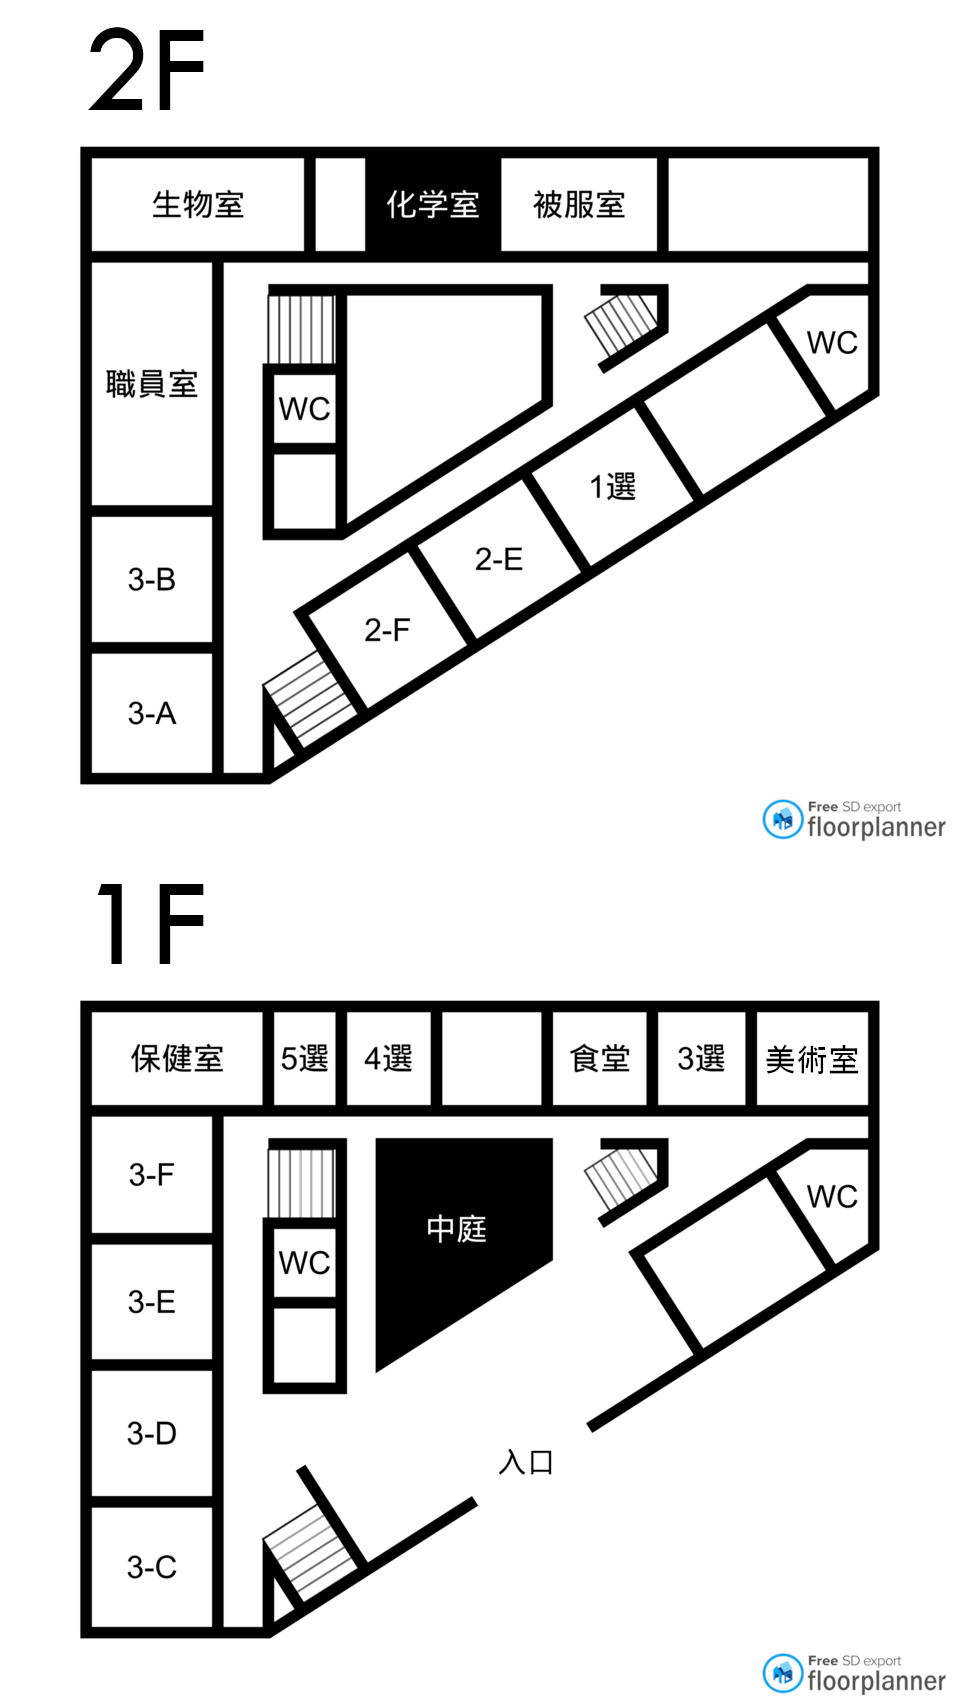 2F
生物室
化学室
被服室
職員室
WC
WC
1選
3-B
2-E
2-F
3-A
Free SD export
floorplanner
1F
保健室
5選
4選
食堂
3選
美術室
3-F
WC
中庭
WC
3-E
3-D
入口
3-C
Free SD export
floorplanner